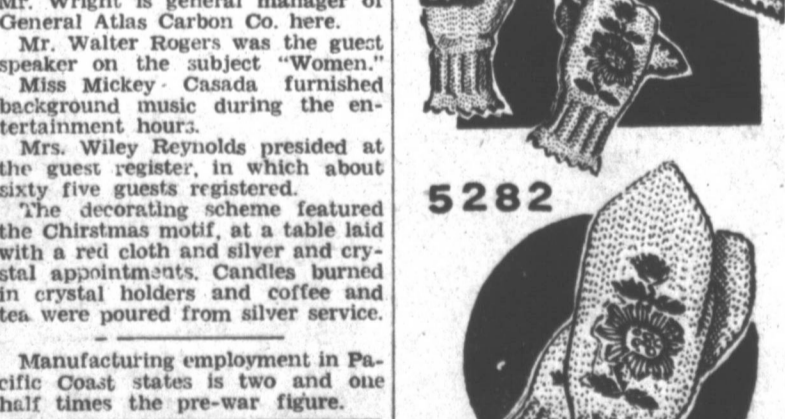 Mr. Wright is general manager of
General Atlas Carbon Co. here.
Mr. Walter Rogers was the guest
speaker on the subject "Women."
Miss Mickey Casada furnished
background music during the en-
tertainment hours.
Mrs. Wiley Reynolds presided at
the guest register, in which about
sixty five guests registered.
The decorating scheme featured
the Chirstmas motif, at a table laid
with a red cloth and silver and cry-
stal appointments. Candles burned
in crystal holders and coffee and
tea were poured from silver service.
Manufacturing employment in Pa-
cific Coast states is two and one
half times the pre-war figure.
5282